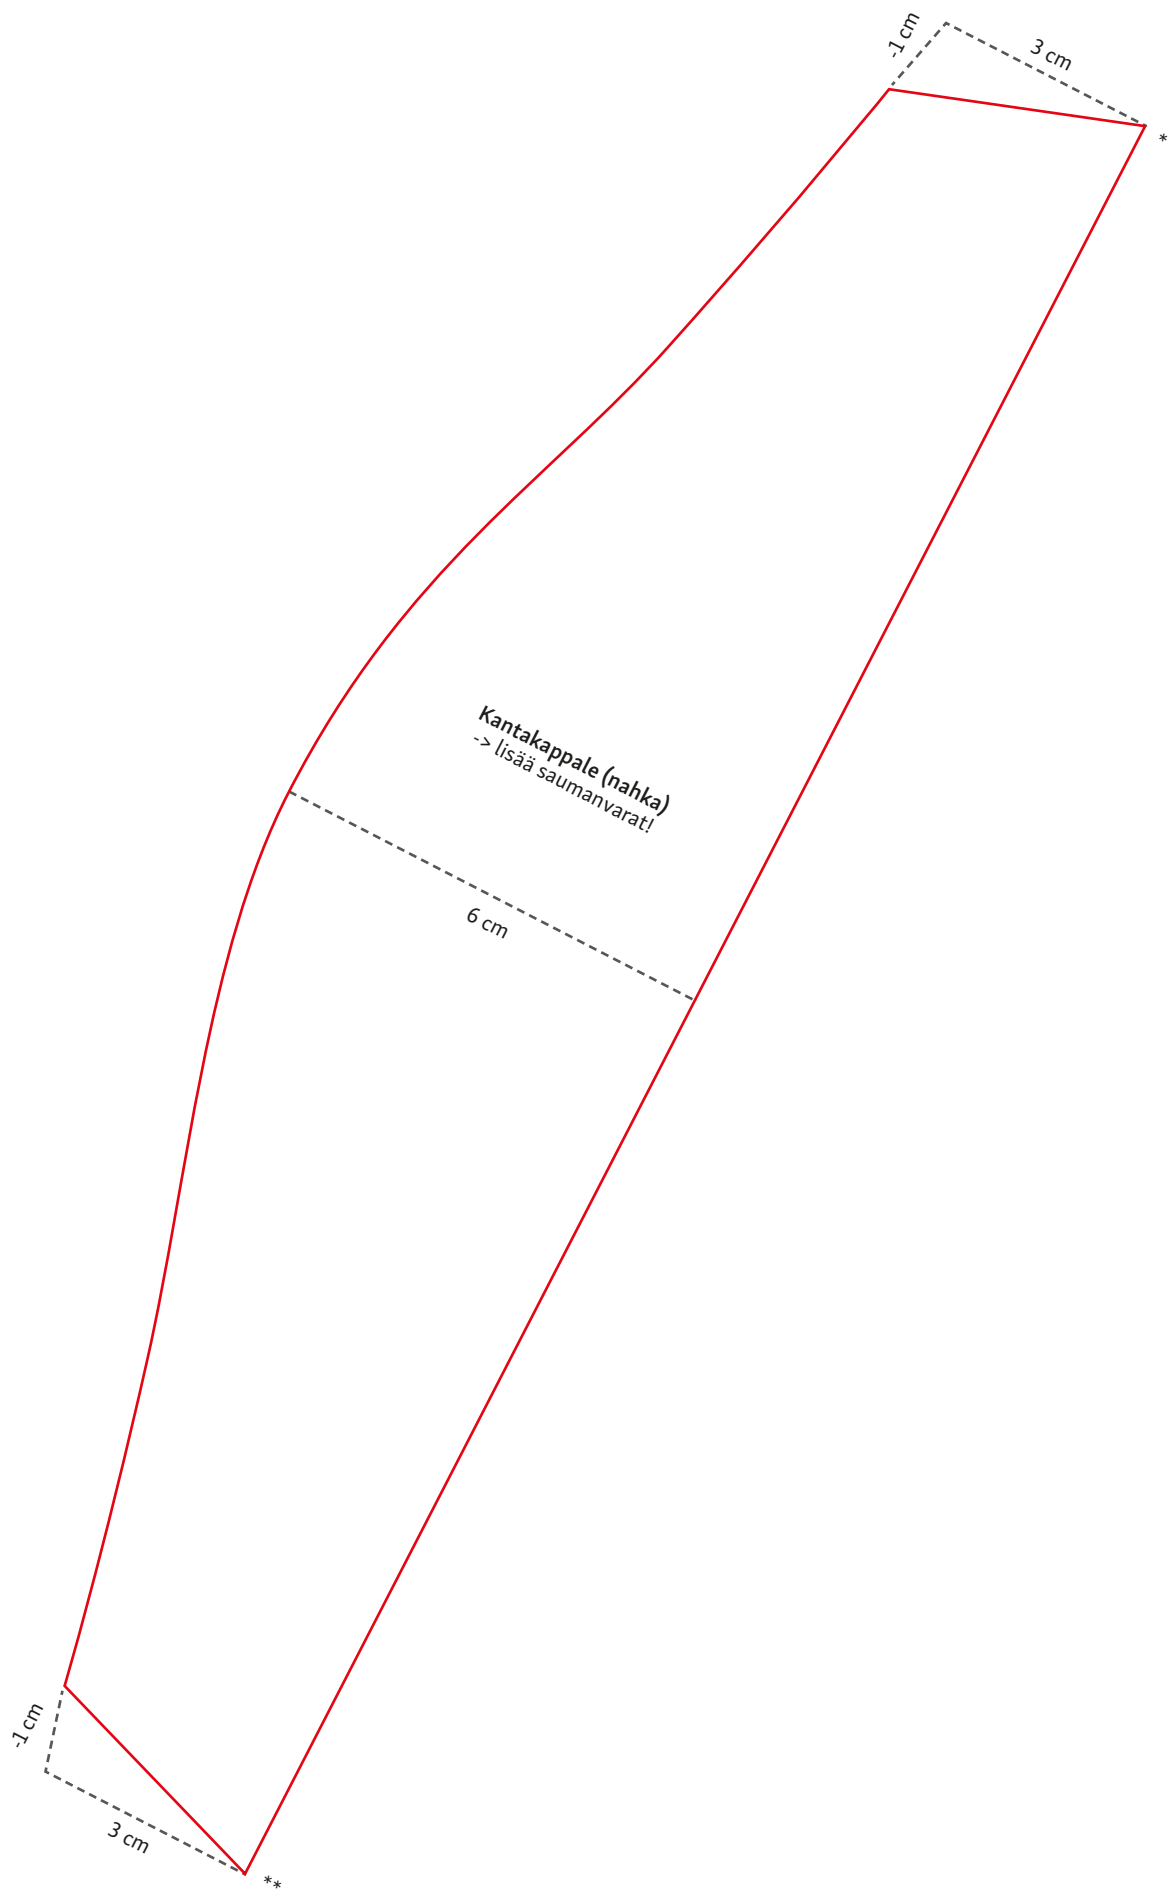 -1 cm
3 cm
*
Kantakappale (nahka)
-> lisää saumanvarat!
6 cm
-1 cm
3 cm
**